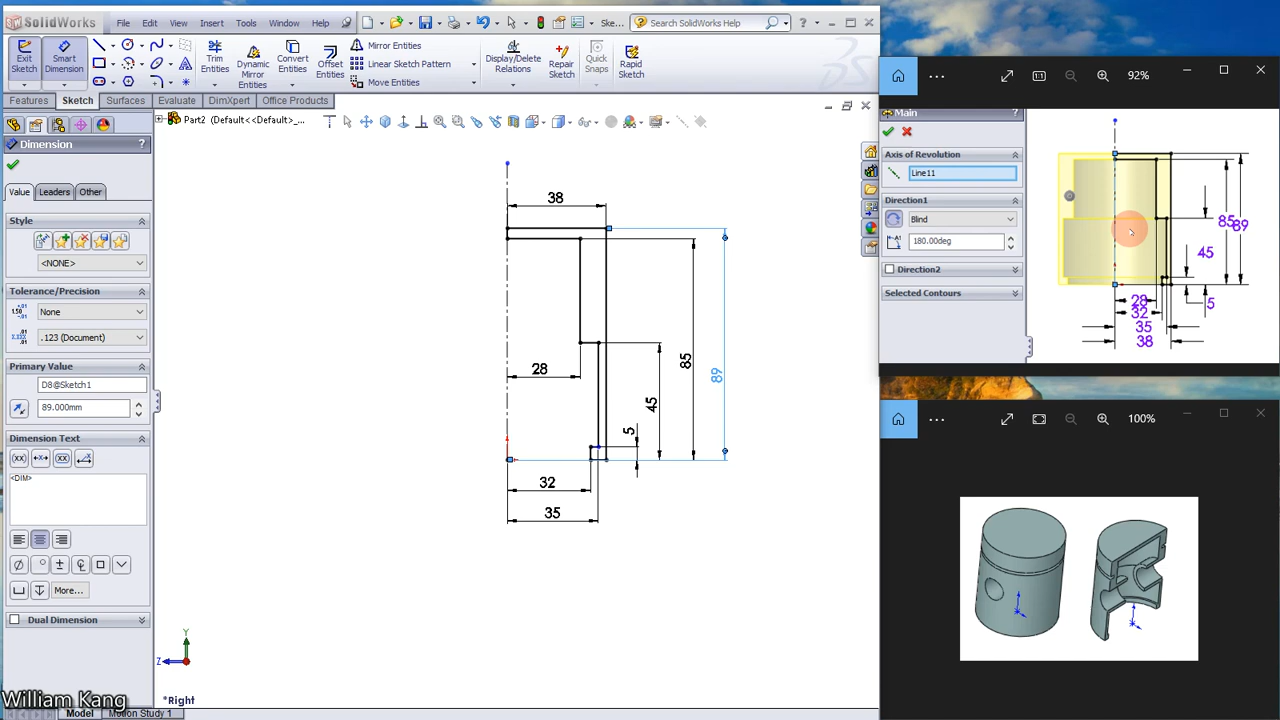 SolidWorks
File
Edit
View
Insert
Tools
Window
Help
Ske...
Search SolidWorks Help
Exit Sketch
Smart Dimension
Trim Entities
Dynamic Mirror Entities
Convert Entities
Offset Entities
Mirror Entities
Linear Sketch Pattern
Move Entities
Display/Delete Relations
Quick Snaps
Repair Sketch
Rapid Sketch
Features
Sketch
Surfaces
Evaluate
DimXpert
Office Products
Part2 (Default<<Default>_...
Dimension
?
Value
Leaders
Other
Style
<NONE>
Tolerance/Precision
None
.123 (Document)
Primary Value
D8@Sketch1
89.000mm
Dimension Text
<DIM>
More...
Dual Dimension
38
28
89
85
45
5
32
35
*Right
Y
Z
William Kang
Model
Motion Study 1
92%
Main
?
Axis of Revolution
Line11
Direction1
Blind
180.00deg
Direction2
Selected Contours
85
89
45
28
5
32
35
38
100%